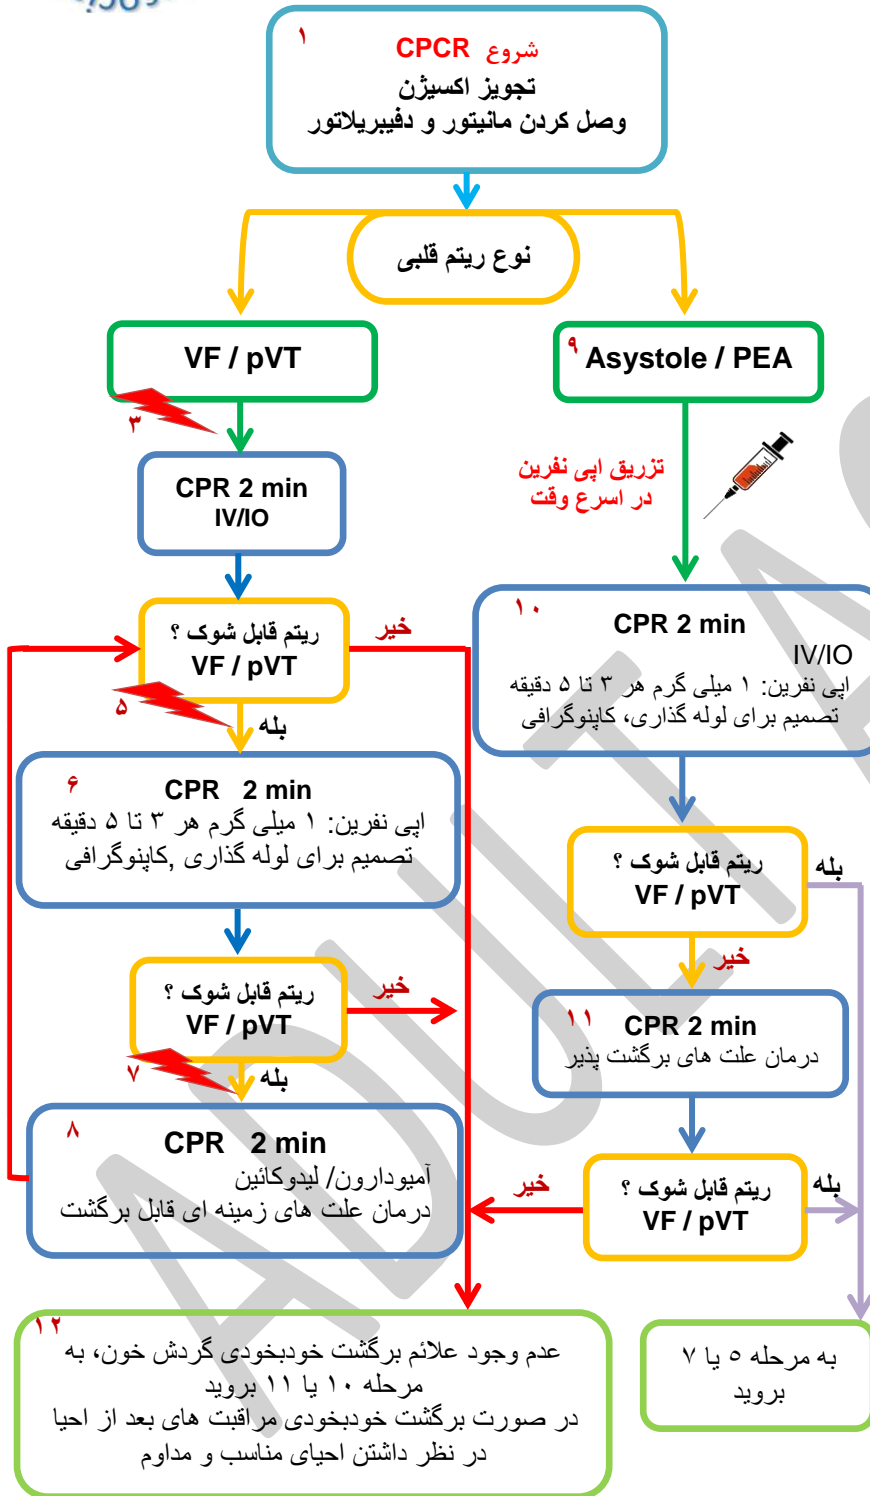 ۱
شروع CPCR
تجویز اکسیژن
وصل کردن مانیتور و دفیبریلاتور
نوع ریتم قلبی
VF / pVT
۳
CPR 2 min
IV/IO
ریتم قابل شوک ؟
VF / pVT
خیر
۵
بله
۶
CPR 2 min
اپی نفرین: ۱ میلی گرم هر ۳ تا ۵ دقیقه
تصمیم برای لوله گذاری ,کاپنوگرافی
ریتم قابل شوک ؟
VF / pVT
خیر
۷
بله
۸
CPR 2 min
آمیودارون/ لیدوکائین
درمان علت های زمینه ای قابل برگشت
۹
Asystole / PEA
تزریق اپی نفرین
در اسرع وقت
۱۰
CPR 2 min
IV/IO
اپی نفرین: ۱ میلی گرم هر ۳ تا ۵ دقیقه
تصمیم برای لوله گذاری، کاپنوگرافی
ریتم قابل شوک ؟
VF / pVT
بله
خیر
۱۱
CPR 2 min
درمان علت های برگشت پذیر
ریتم قابل شوک ؟
VF / pVT
بله
خیر
۱۲
عدم وجود علائم برگشت خودبخودی گردش خون، به
مرحله ۱۰ یا ۱۱ بروید
در صورت برگشت خودبخودی مراقبت های بعد از احیا
در نظر داشتن احیای مناسب و مداوم
به مرحله ۵ یا ۷
بروید
ADULT